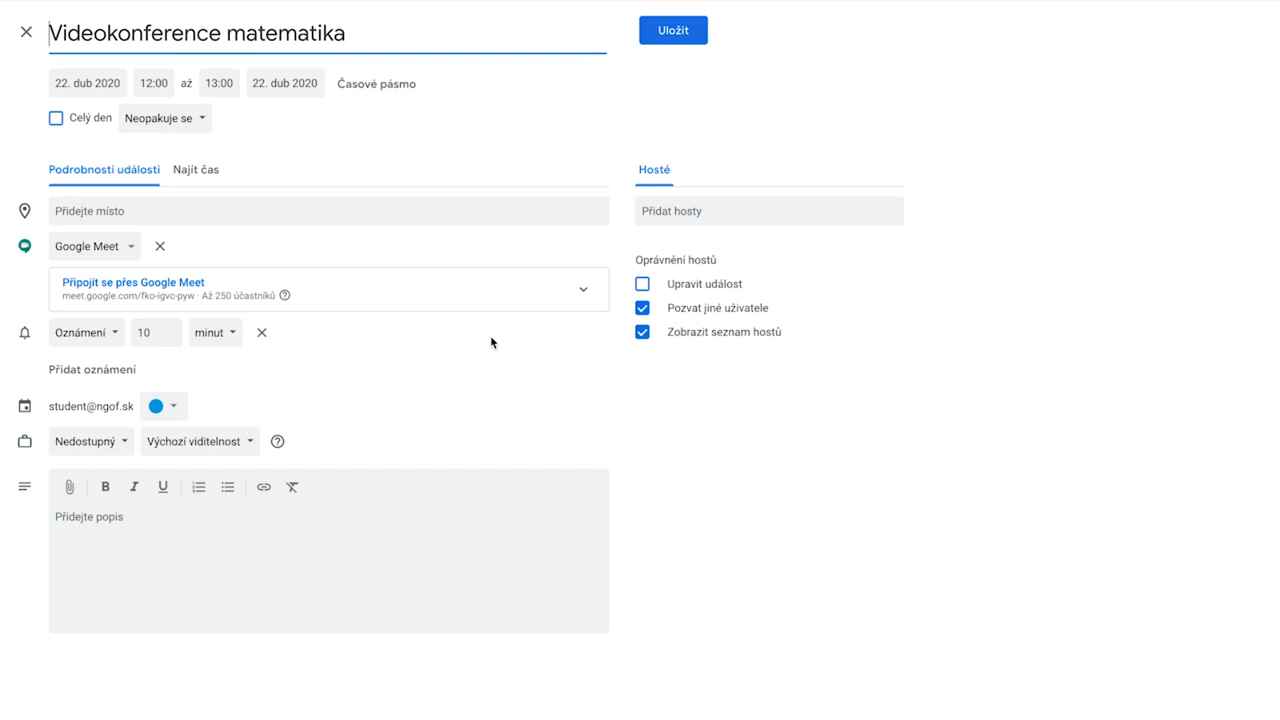 Videokonference matematika
Uložit
22. dub 2020 12:00 až 13:00 22. dub 2020 Časové pásmo
Celý den Neopakuje se
Podrobnosti události Najít čas
Hosté
Přidejte místo
Přidat hosty
Google Meet
Oprávnění hostů
Připojit se přes Google Meet
meet.google.com/fko-igvc-pyw · Až 250 účastníků
Upravit událost
Pozvat jiné uživatele
Zobrazit seznam hostů
Oznámení 10 minut
Přidat oznámení
student@ngof.sk
Nedostupný Výchozí viditelnost
B I U
Přidejte popis